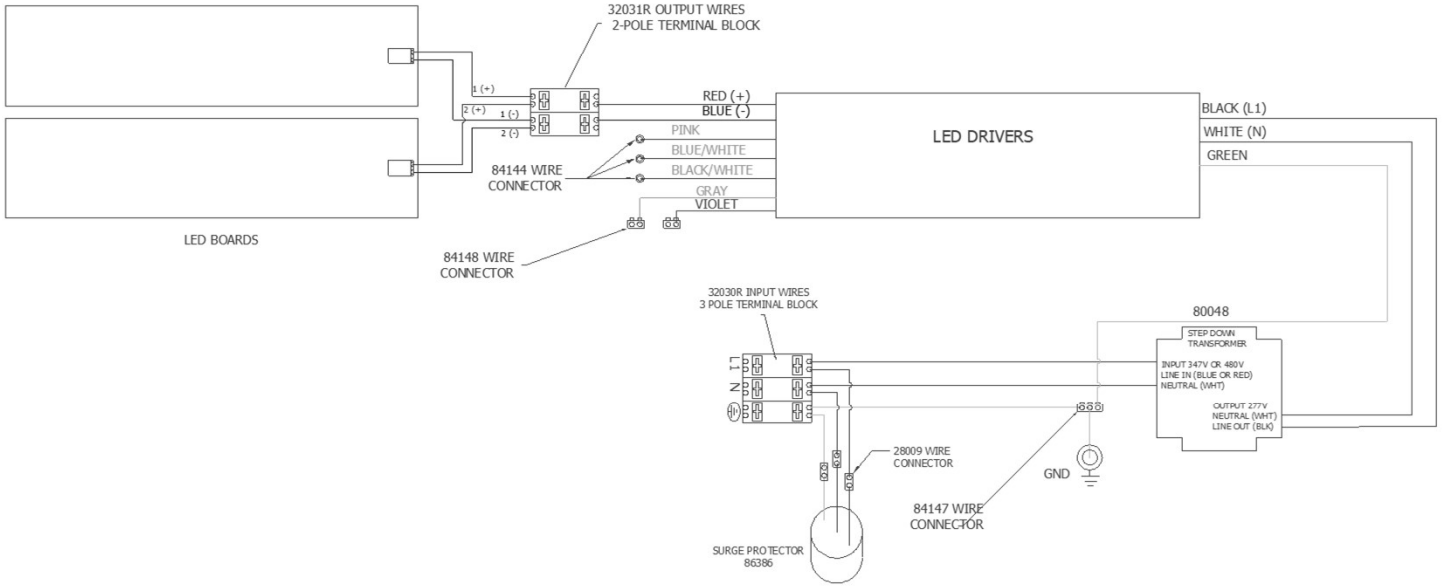 32031R OUTPUT WIRES
2-POLE TERMINAL BLOCK
1 (+)
2 (+)
1 (-)
2 (-)
RED (+)
BLUE (-)
PINK
BLUE/WHITE
BLACK/WHITE
GRAY
VIOLET
LED DRIVERS
BLACK (L1)
WHITE (N)
GREEN
84144 WIRE
CONNECTOR
LED BOARDS
84148 WIRE
CONNECTOR
32030R INPUT WIRES
3 POLE TERMINAL BLOCK
L1
N
80048
STEP DOWN
TRANSFORMER
INPUT 347V OR 480V
LINE IN (BLUE OR RED)
NEUTRAL (WHT)
OUTPUT 277V
NEUTRAL (WHT)
LINE OUT (BLK)
28009 WIRE
CONNECTOR
GND
84147 WIRE
CONNECTOR
SURGE PROTECTOR
86386